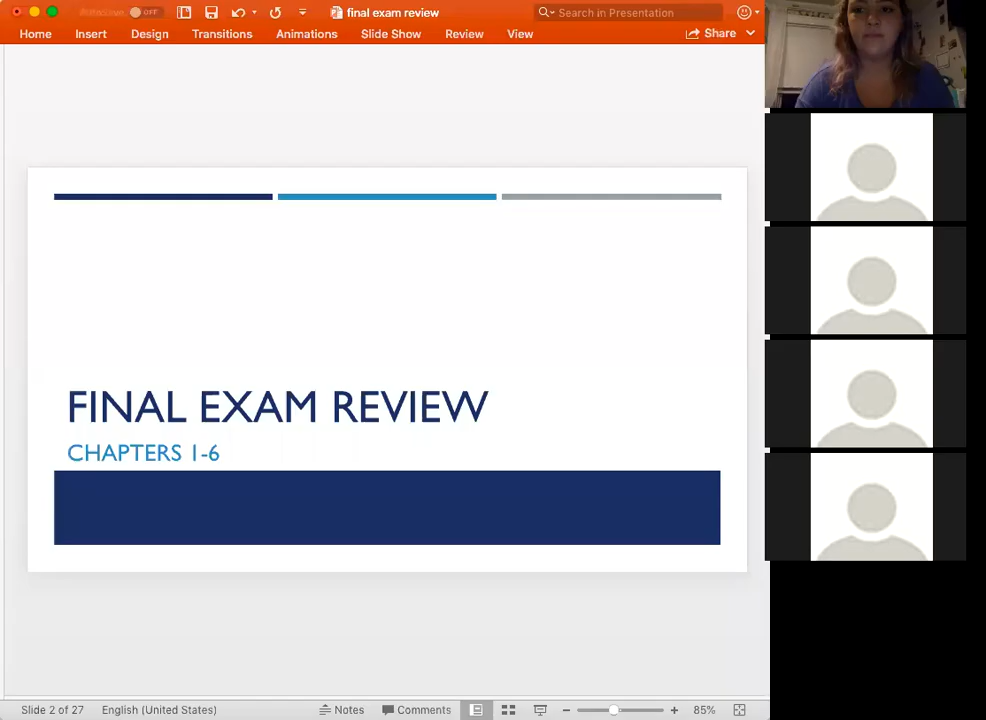 OFF
final exam review
Search in Presentation
Home Insert Design Transitions Animations Slide Show Review View Share
FINAL EXAM REVIEW
CHAPTERS 1-6
Slide 2 of 27 English (United States) Notes Comments 85%